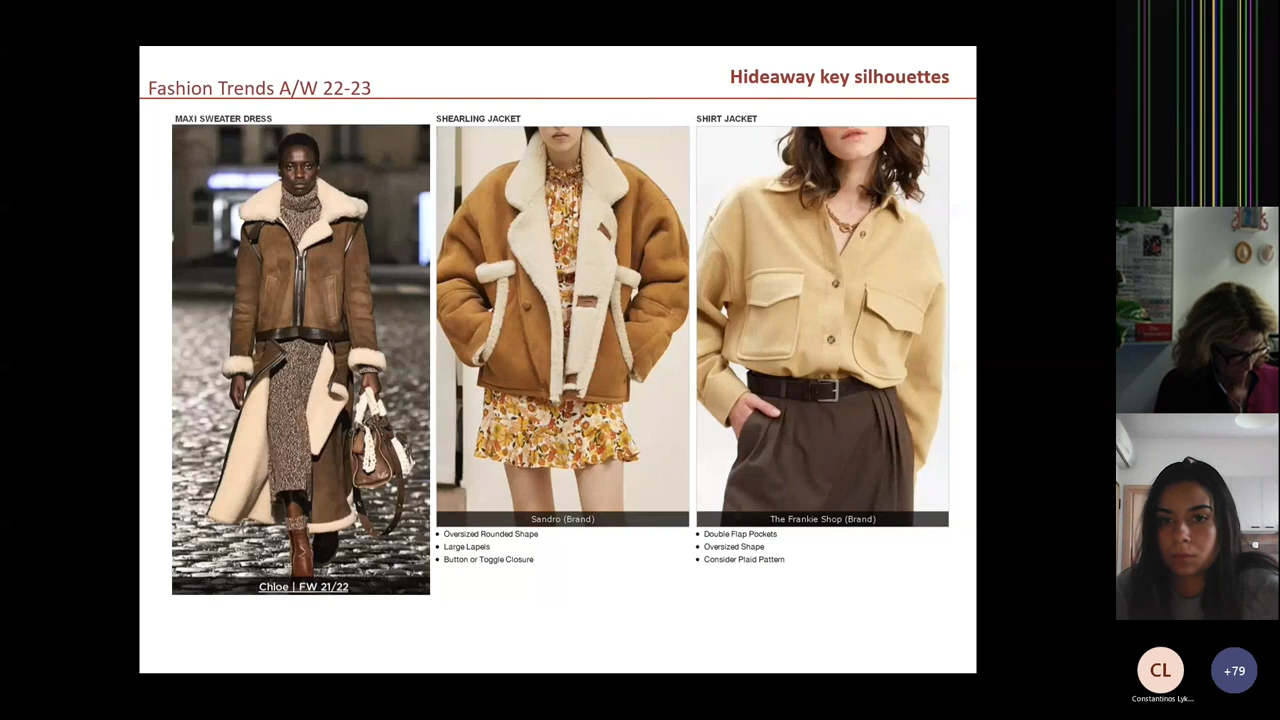 Fashion Trends A/W 22-23
Hideaway key silhouettes
MAXI SWEATER DRESS
Chloe | FW 21/22
SHEARLING JACKET
Sandro (Brand)
• Oversized Rounded Shape
• Large Lapels
• Button or Toggle Closure
SHIRT JACKET
The Frankie Shop (Brand)
• Double Flap Pockets
• Oversized Shape
• Consider Plaid Pattern
CL
Constantinos Lyk...
+79